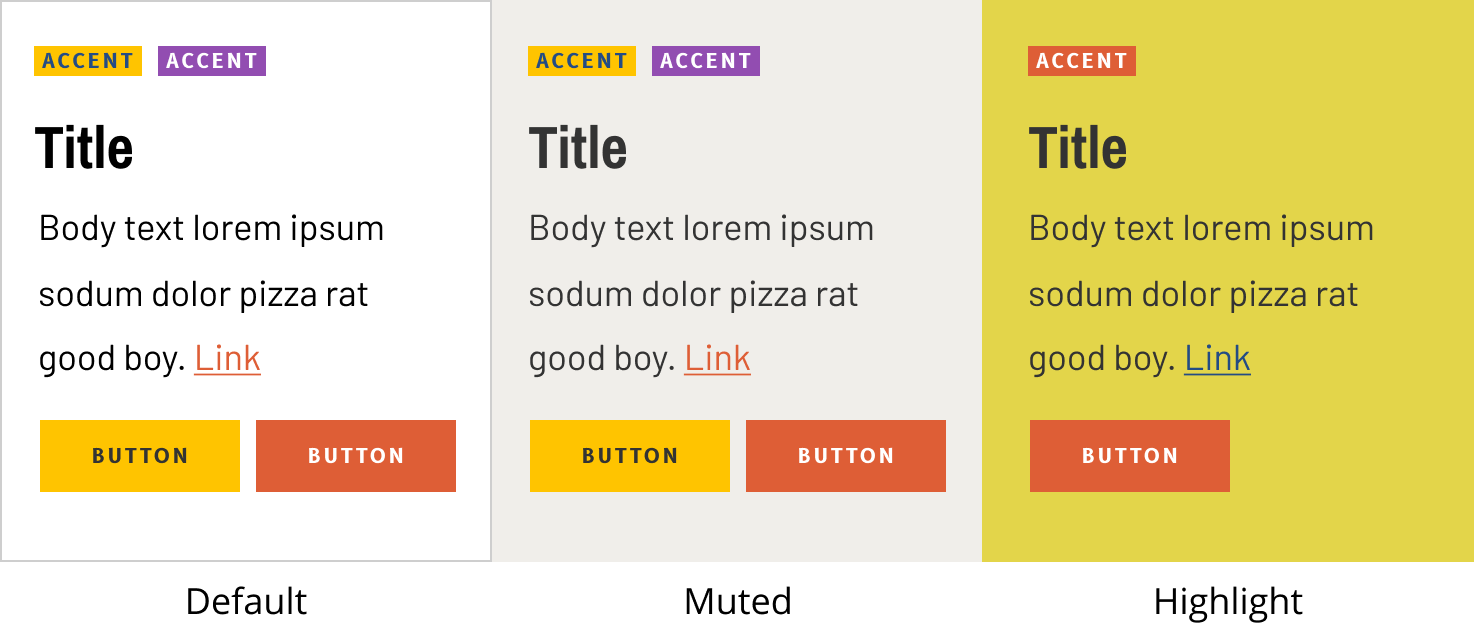 ACCENT ACCENT
Title
Body text lorem ipsum
sodum dolor pizza rat
good boy. Link
BUTTON BUTTON
Default
ACCENT ACCENT
Title
Body text lorem ipsum
sodum dolor pizza rat
good boy. Link
BUTTON BUTTON
Muted
ACCENT
Title
Body text lorem ipsum
sodum dolor pizza rat
good boy. Link
BUTTON
Highlight